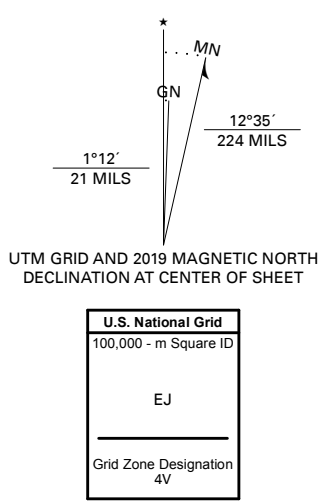 ★
MN
GN
12°35´
224 MILS
1°12´
21 MILS
UTM GRID AND 2019 MAGNETIC NORTH
DECLINATION AT CENTER OF SHEET
U.S. National Grid
100,000 - m Square ID
EJ
Grid Zone Designation
4V